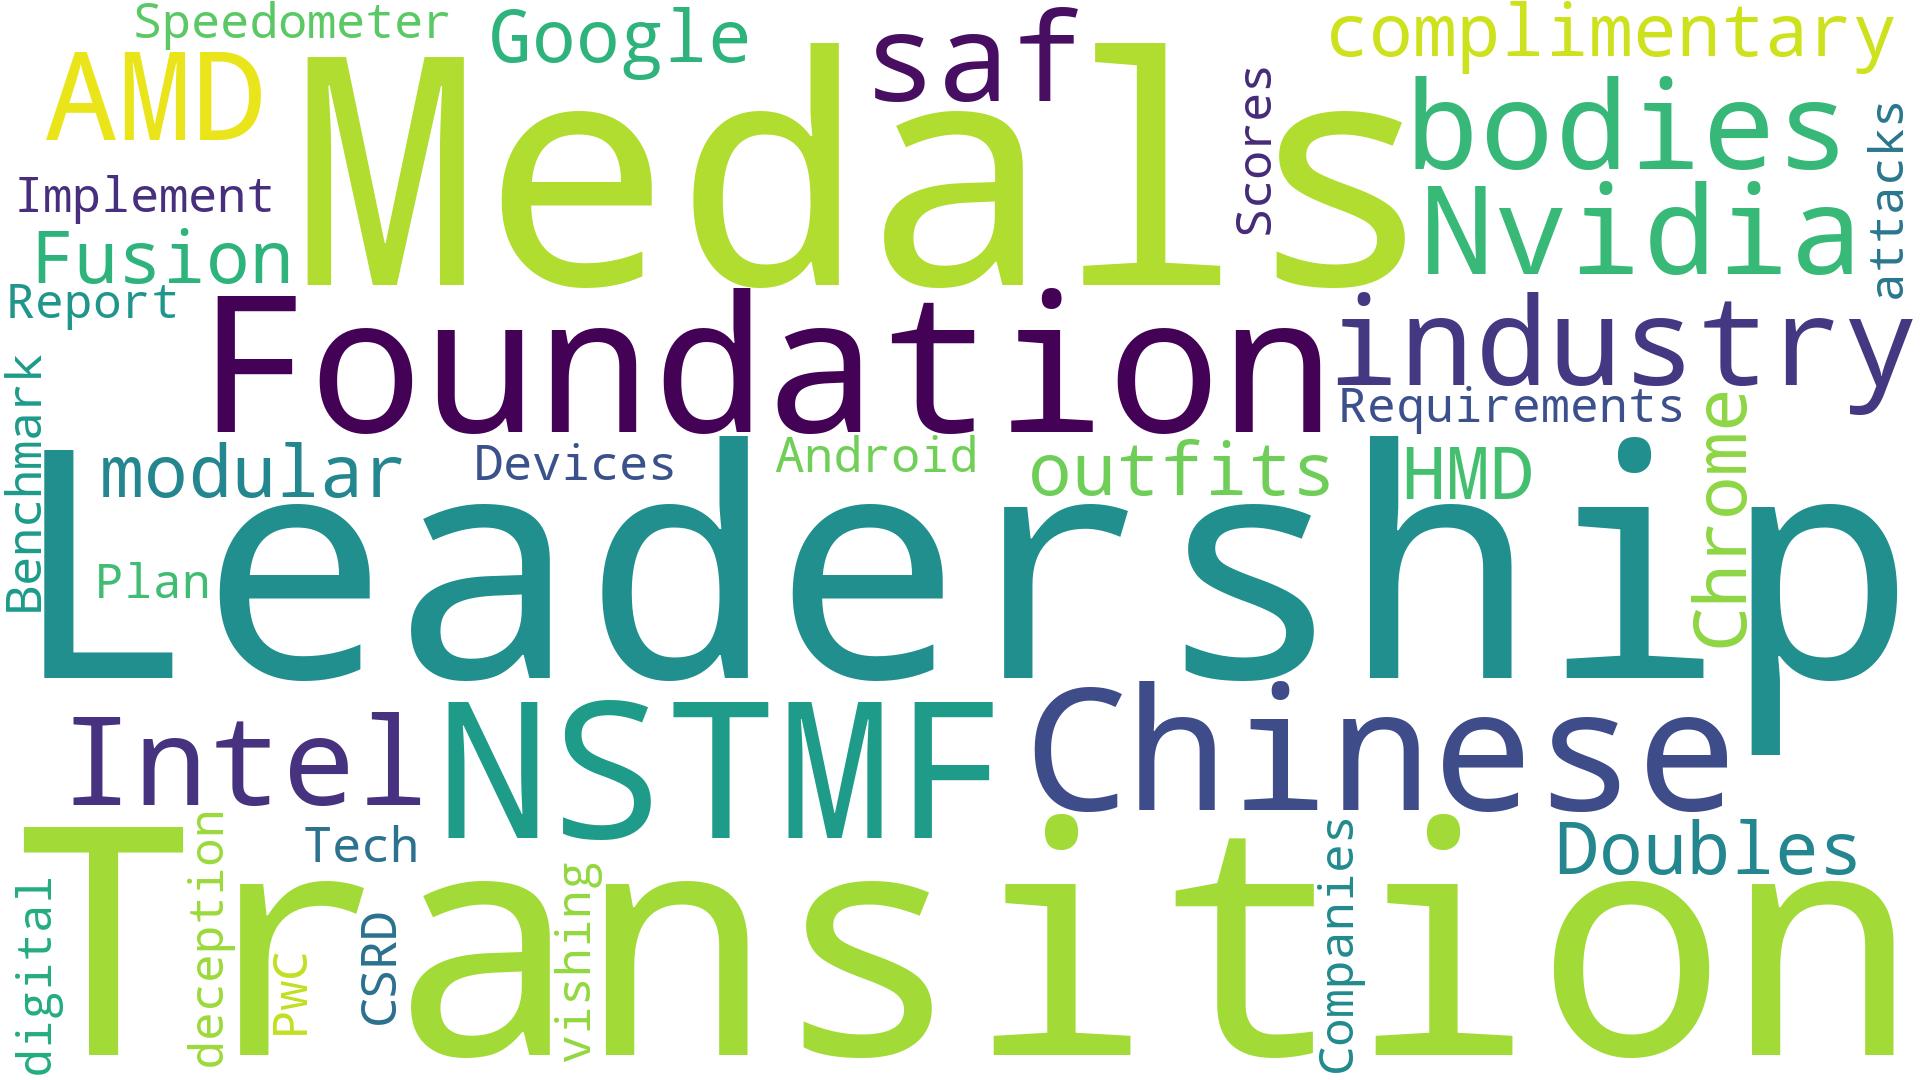 Speedometer
Google
saf
complimentary
AMD
Medals
Scores
bodies
attacks
Implement
Nvidia
Fusion
Report
Foundation
industry
Requirements
Benchmark
modular
Devices
Android
outfits
HMD
Chrome
Leadership
Plan
Intel
NSTMF
Chinese
Tech
Doubles
Transition
digital
deception
PwC
CSRD
vishing
Companies